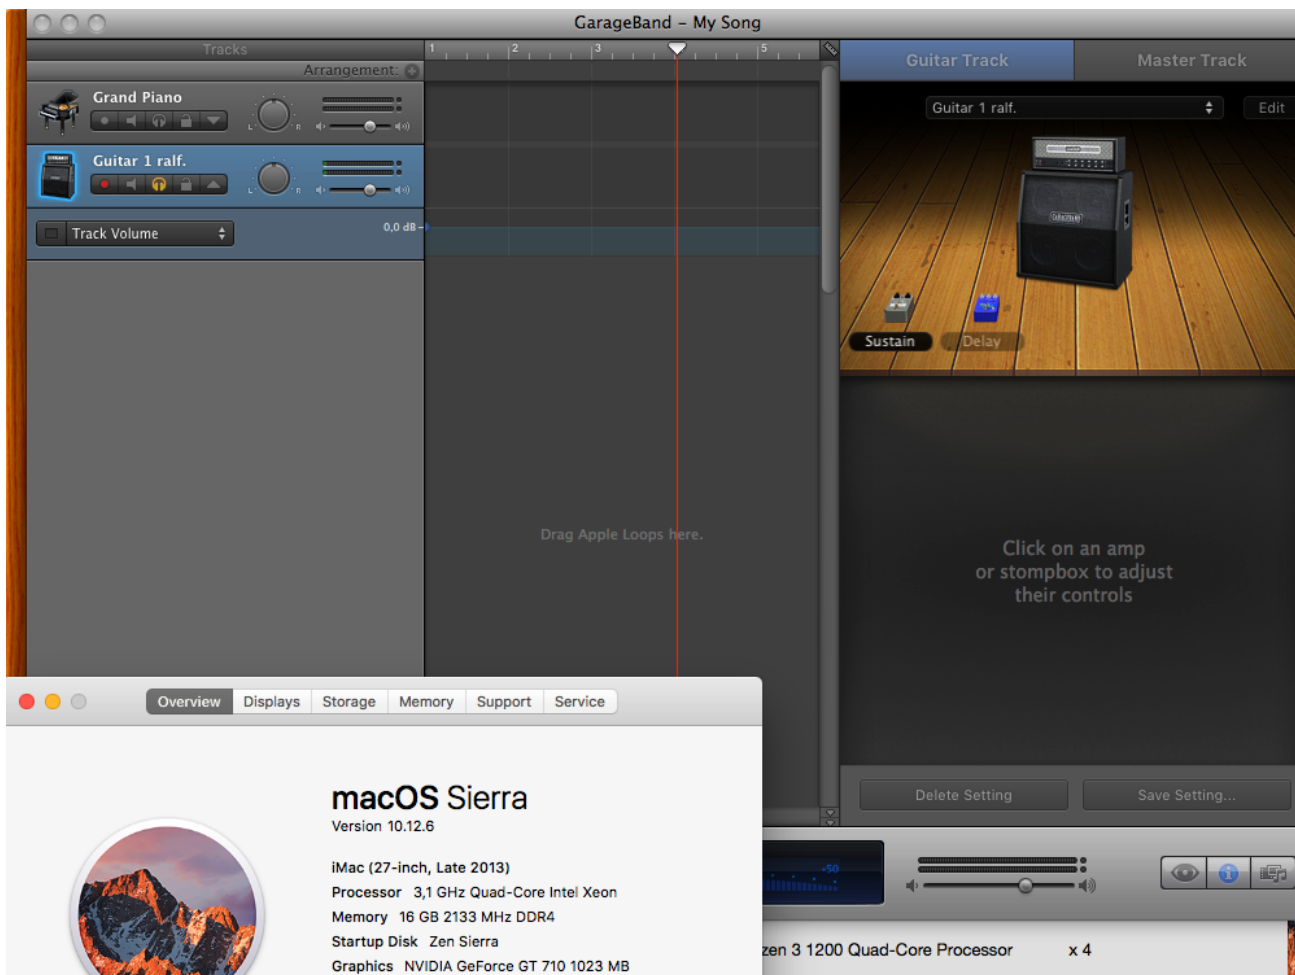 GarageBand – My Song
Tracks
1 2 3 5
Arrangement:
Guitar Track
Master Track
Grand Piano
L R
Guitar 1 ralf.
Edit
Guitar 1 ralf.
L R
Track Volume
0,0 dB
Sustain
Delay
Drag Apple Loops here.
Click on an amp
or stompbox to adjust
their controls
Delete Setting
Save Setting...
Overview Displays Storage Memory Support Service
macOS Sierra
Version 10.12.6
iMac (27-inch, Late 2013)
Processor 3,1 GHz Quad-Core Intel Xeon
Memory 16 GB 2133 MHz DDR4
Startup Disk Zen Sierra
Graphics NVIDIA GeForce GT 710 1023 MB
-50
zen 3 1200 Quad-Core Processor x 4